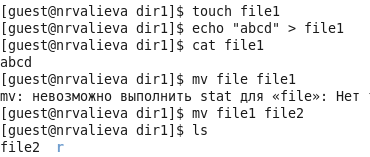 [guest@nrvalieva dir1]$ touch file1
[guest@nrvalieva dir1]$ echo "abcd" > file1
[guest@nrvalieva dir1]$ cat file1
abcd
[guest@nrvalieva dir1]$ mv file file1
mv: невозможно выполнить stat для «file»: Нет
[guest@nrvalieva dir1]$ mv file1 file2
[guest@nrvalieva dir1]$ ls
file2 r